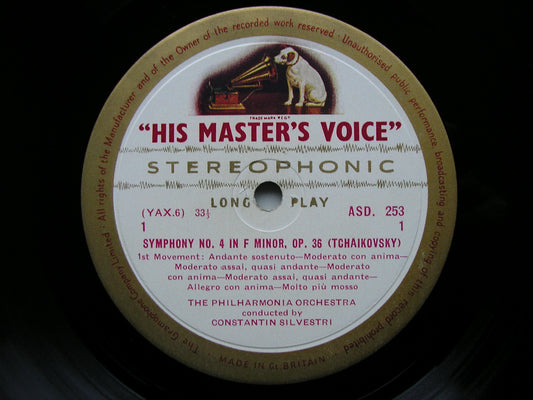 All rights of the Manufacturer and of the Owner of the recorded work reserved · Unauthorised public performance, broadcasting and copying of this record prohibited
The Gramophone Company Limited
TRADE MARK REGD
"HIS MASTER'S VOICE"
STEREOPHONIC
LONG PLAY
(YAX.6) 33⅓ ASD. 253
1 1
SYMPHONY NO. 4 IN F MINOR, OP. 36 (TCHAIKOVSKY)
1st Movement: Andante sostenuto—Moderato con anima—
Moderato assai, quasi andante—Moderato
con anima—Moderato assai, quasi andante—
Allegro con anima—Molto più mosso
THE PHILHARMONIA ORCHESTRA
conducted by
CONSTANTIN SILVESTRI
MADE IN Gt BRITAIN